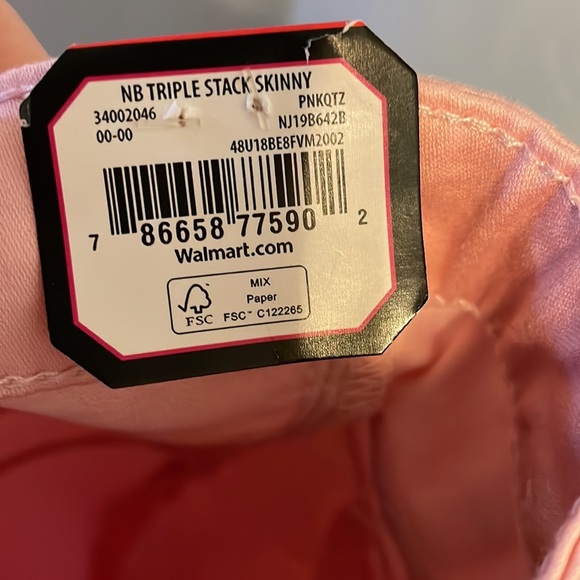 NB TRIPLE STACK SKINNY
34002046 PNKQTZ
00-00 NJ19B642B
48U18BE8FVM2002
7 86658 77590 2
Walmart.com
FSC
MIX
Paper
FSC™ C122265